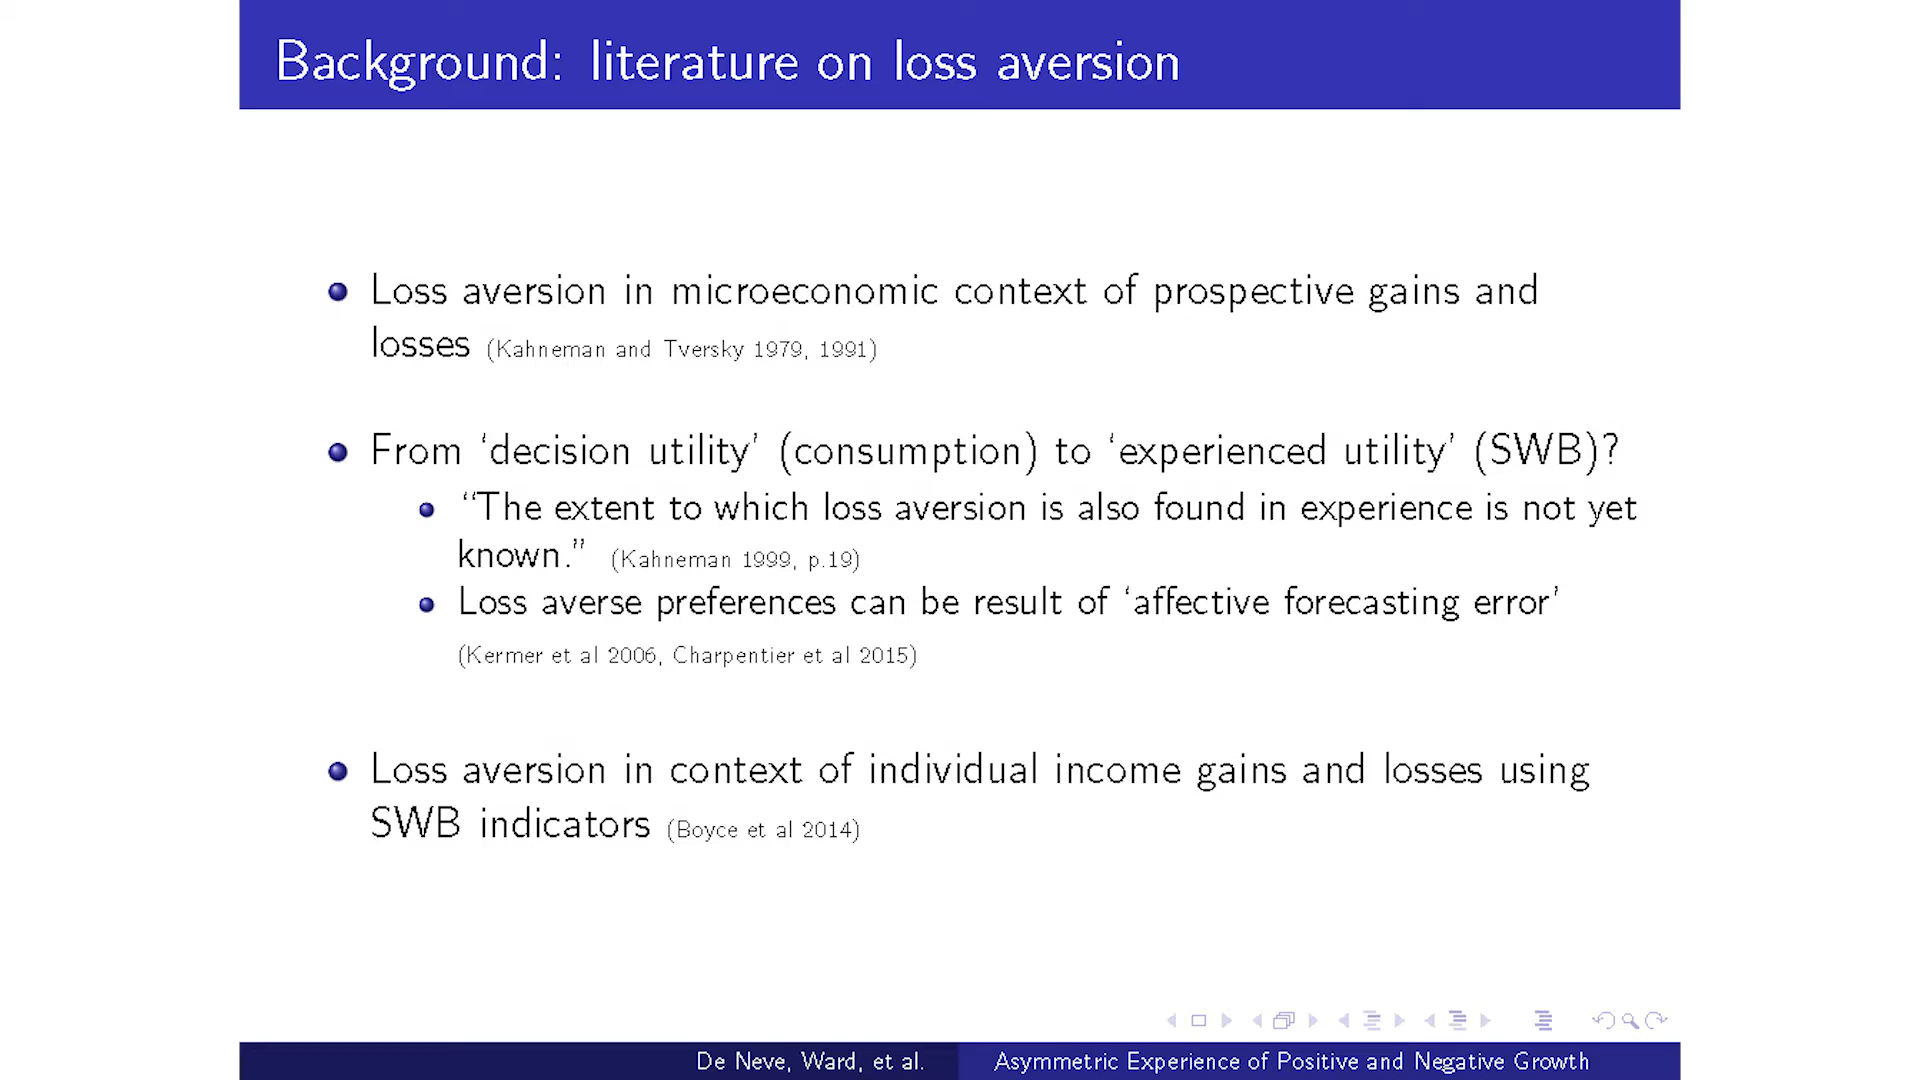 Background: literature on loss aversion
Loss aversion in microeconomic context of prospective gains and
losses (Kahneman and Tversky 1979, 1991)
From ‘decision utility’ (consumption) to ‘experienced utility’ (SWB)?
“The extent to which loss aversion is also found in experience is not yet
known.” (Kahneman 1999, p.19)
Loss averse preferences can be result of ‘affective forecasting error’
(Kermer et al 2006, Charpentier et al 2015)
Loss aversion in context of individual income gains and losses using
SWB indicators (Boyce et al 2014)
De Neve, Ward, et al. Asymmetric Experience of Positive and Negative Growth